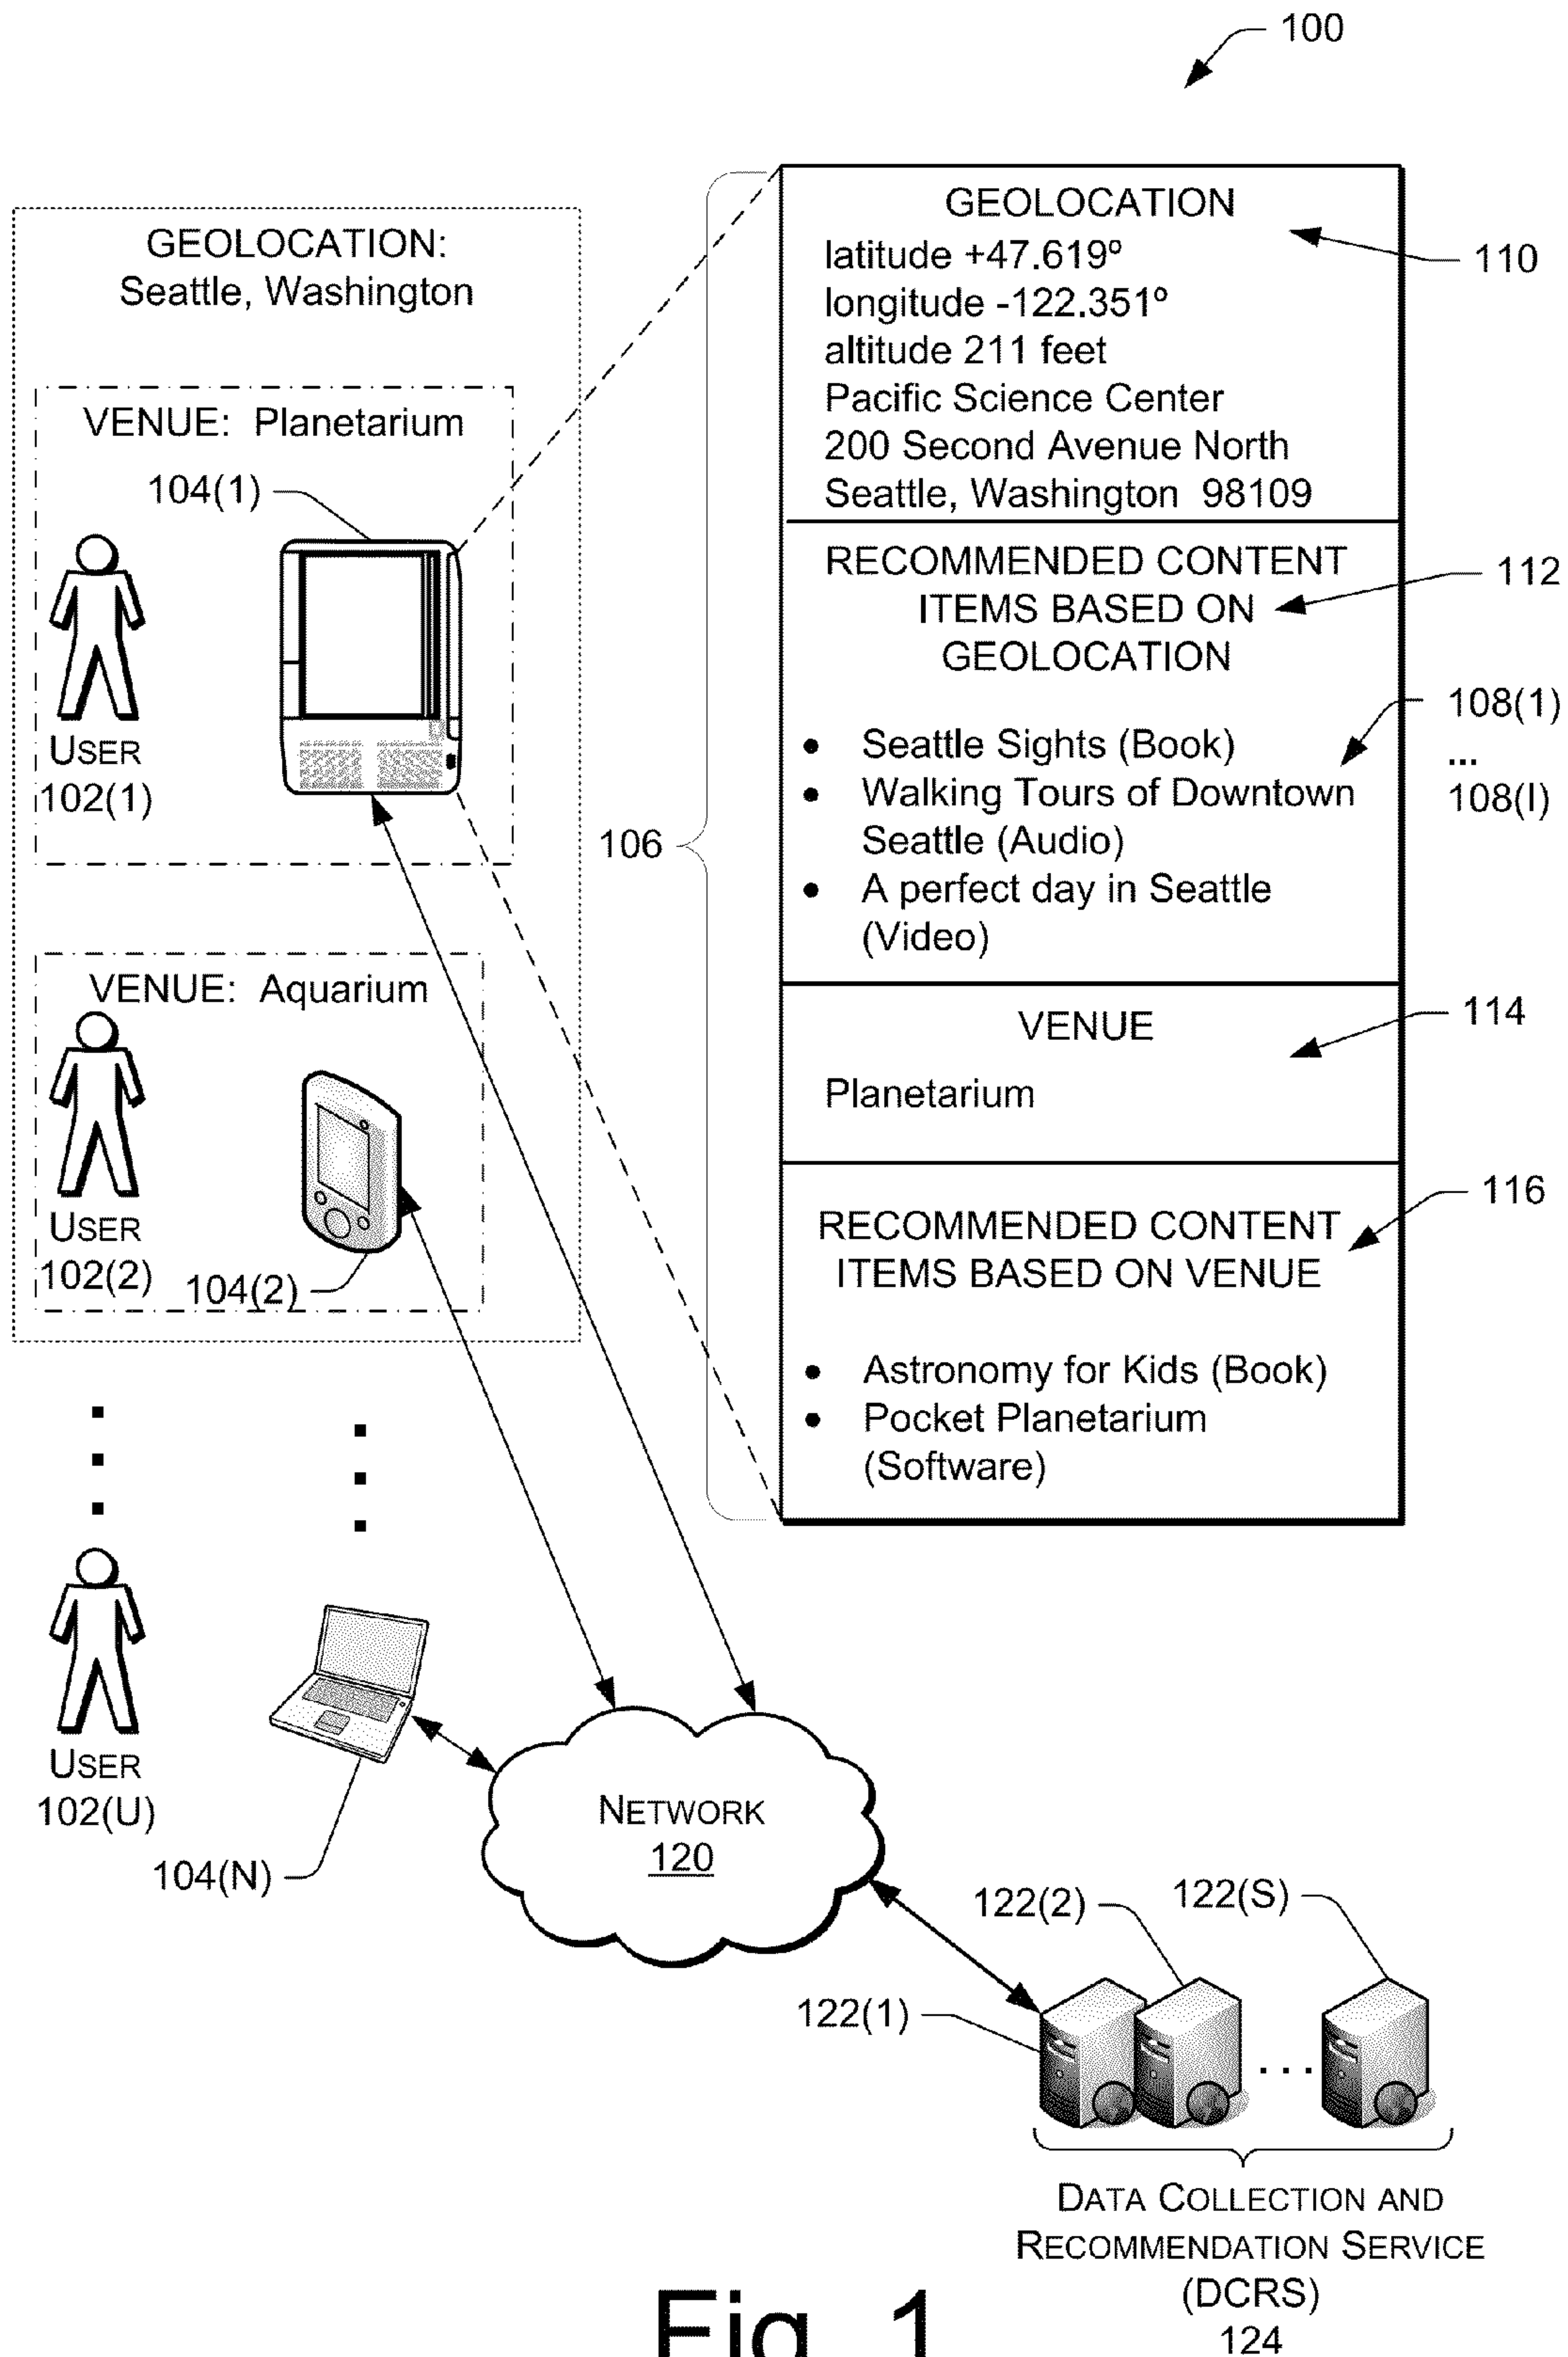 100
GEOLOCATION:
Seattle, Washington
VENUE: Planetarium
104(1)
USER
102(1)
VENUE: Aquarium
USER
102(2)
104(2)
USER
102(U)
104(N)
106
GEOLOCATION
latitude +47.619º
longitude -122.351º
altitude 211 feet
Pacific Science Center
200 Second Avenue North
Seattle, Washington 98109
110
RECOMMENDED CONTENT
ITEMS BASED ON
GEOLOCATION
112
• Seattle Sights (Book)
• Walking Tours of Downtown
Seattle (Audio)
• A perfect day in Seattle
(Video)
108(1)
...
108(I)
VENUE
Planetarium
114
RECOMMENDED CONTENT
ITEMS BASED ON VENUE
116
• Astronomy for Kids (Book)
• Pocket Planetarium
(Software)
NETWORK
120
122(1)
122(2)
122(S)
...
DATA COLLECTION AND
RECOMMENDATION SERVICE
(DCRS)
124
Fig. 1